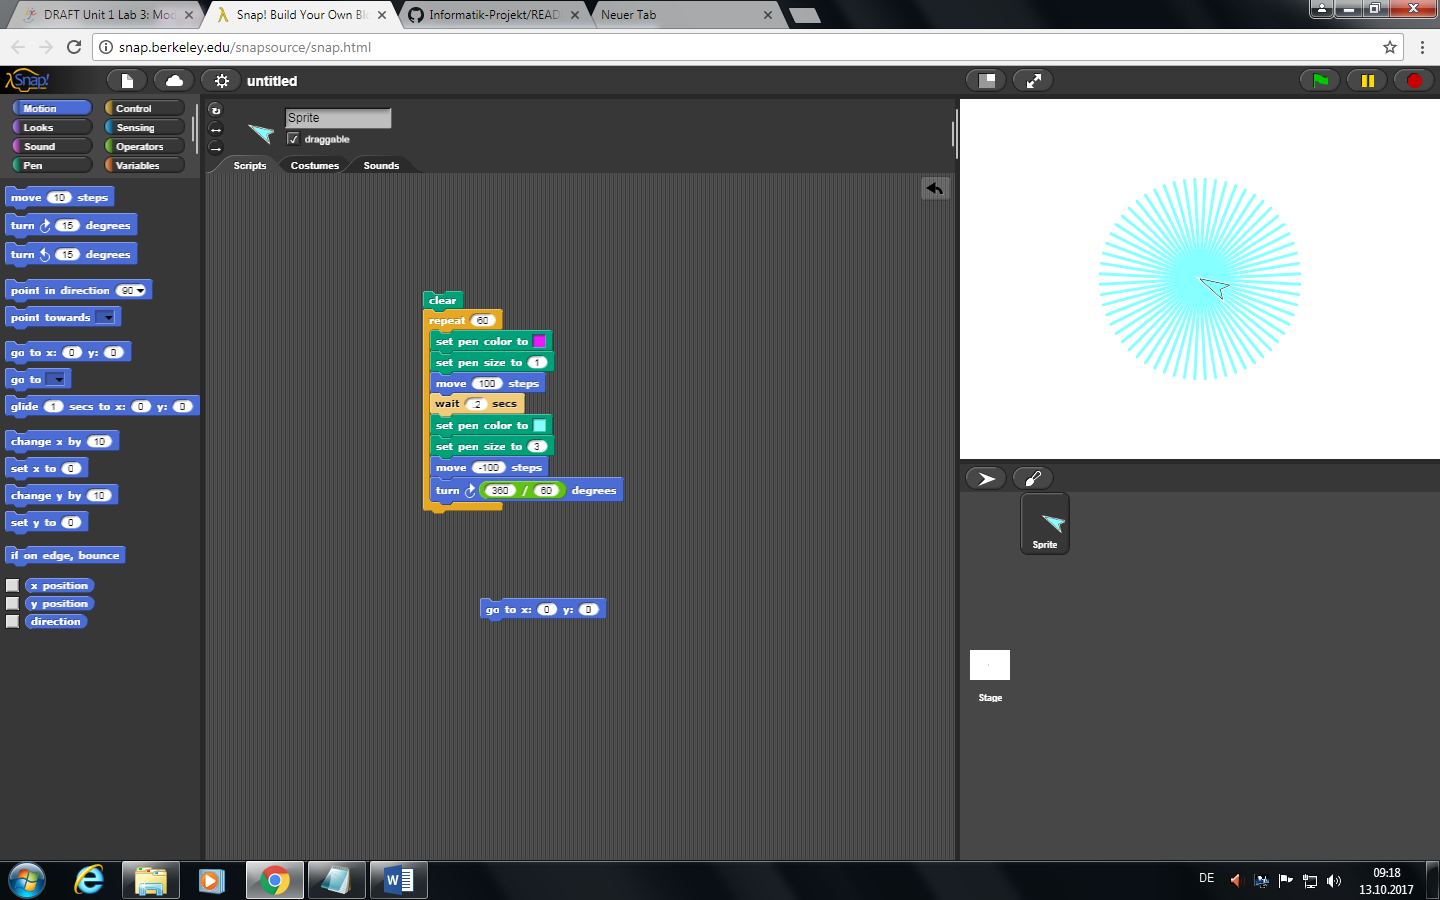 DRAFT Unit 1 Lab 3: Mod
Snap! Build Your Own Blo
Informatik-Projekt/READ
Neuer Tab
snap.berkeley.edu/snapsource/snap.html
Snap!
untitled
Motion
Control
Looks
Sensing
Sound
Operators
Pen
Variables
Sprite
draggable
Scripts
Costumes
Sounds
move 10 steps
turn 15 degrees
turn 15 degrees
point in direction 90
point towards
go to x: 0 y: 0
go to
glide 1 secs to x: 0 y: 0
change x by 10
set x to 0
change y by 10
set y to 0
if on edge, bounce
x position
y position
direction
clear
repeat 60
set pen color to
set pen size to 1
move 100 steps
wait .2 secs
set pen color to
set pen size to 3
move -100 steps
turn 360 / 60 degrees
go to x: 0 y: 0
Sprite
Stage
DE
09:18
13.10.2017